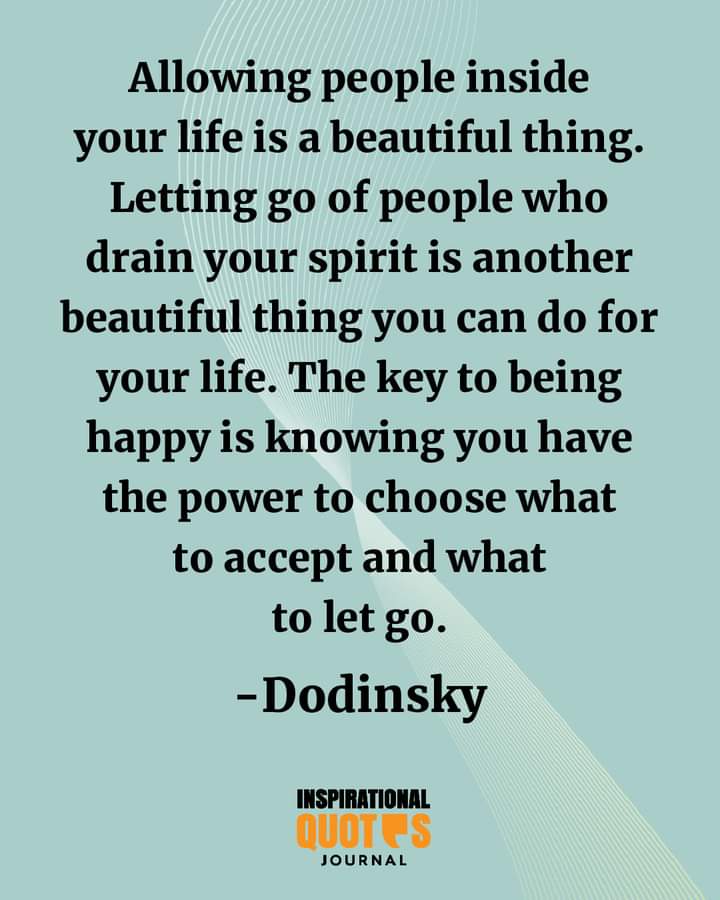 Allowing people inside
your life is a beautiful thing.
Letting go of people who
drain your spirit is another
beautiful thing you can do for
your life. The key to being
happy is knowing you have
the power to choose what
to accept and what
to let go.
-Dodinsky
INSPIRATIONAL
QUOTES
JOURNAL